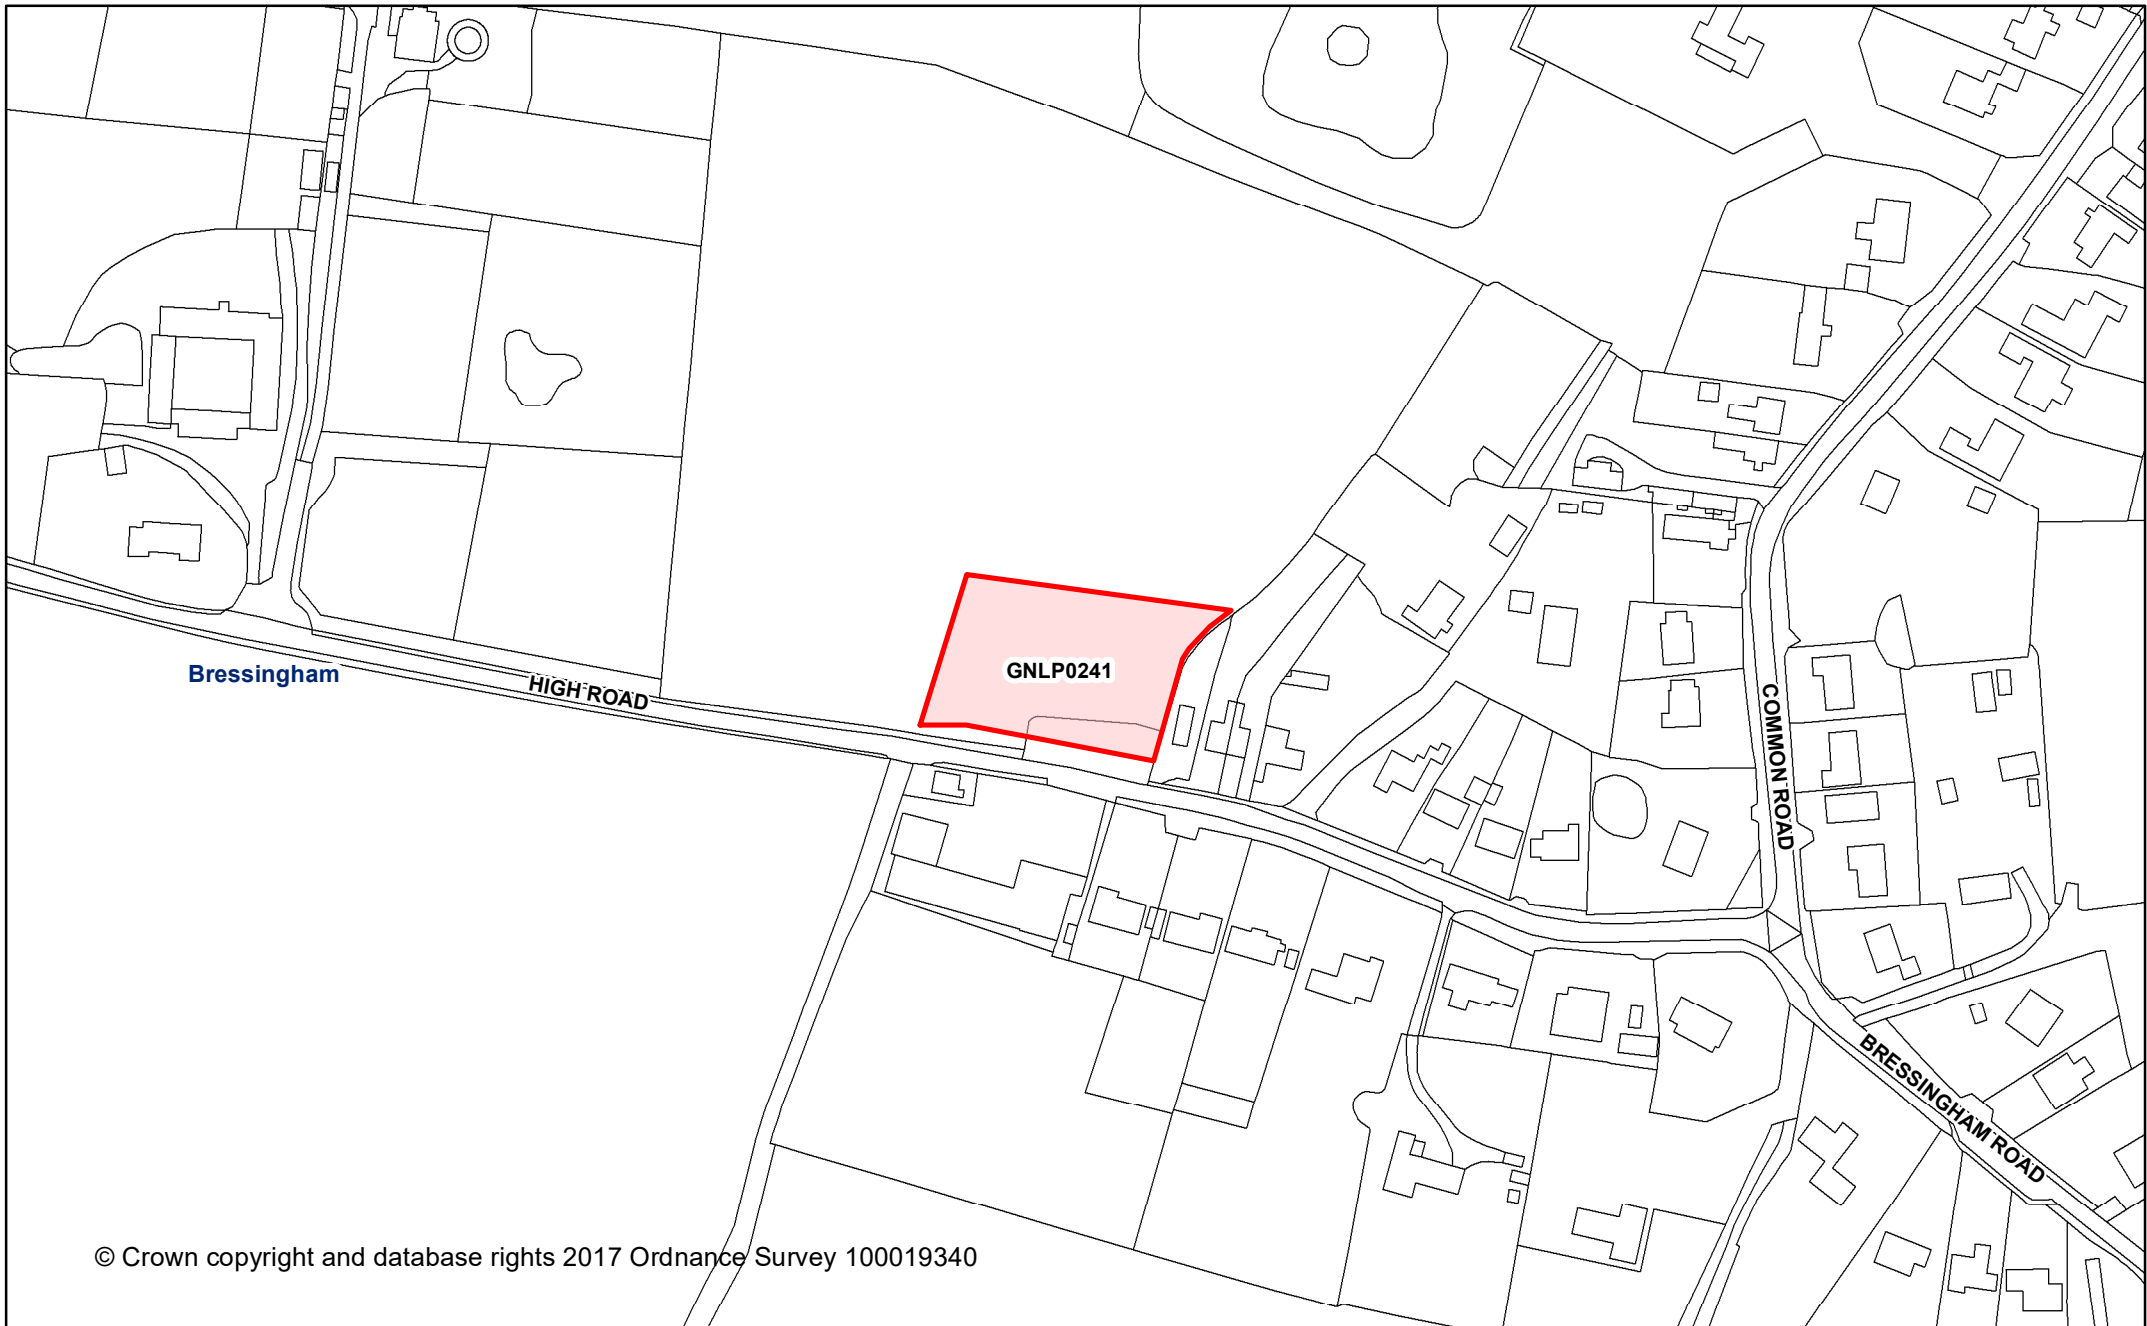 GNLP0241
Bressingham
HIGH ROAD
COMMON ROAD
BRESSINGHAM ROAD
© Crown copyright and database rights 2017 Ordnance Survey 100019340